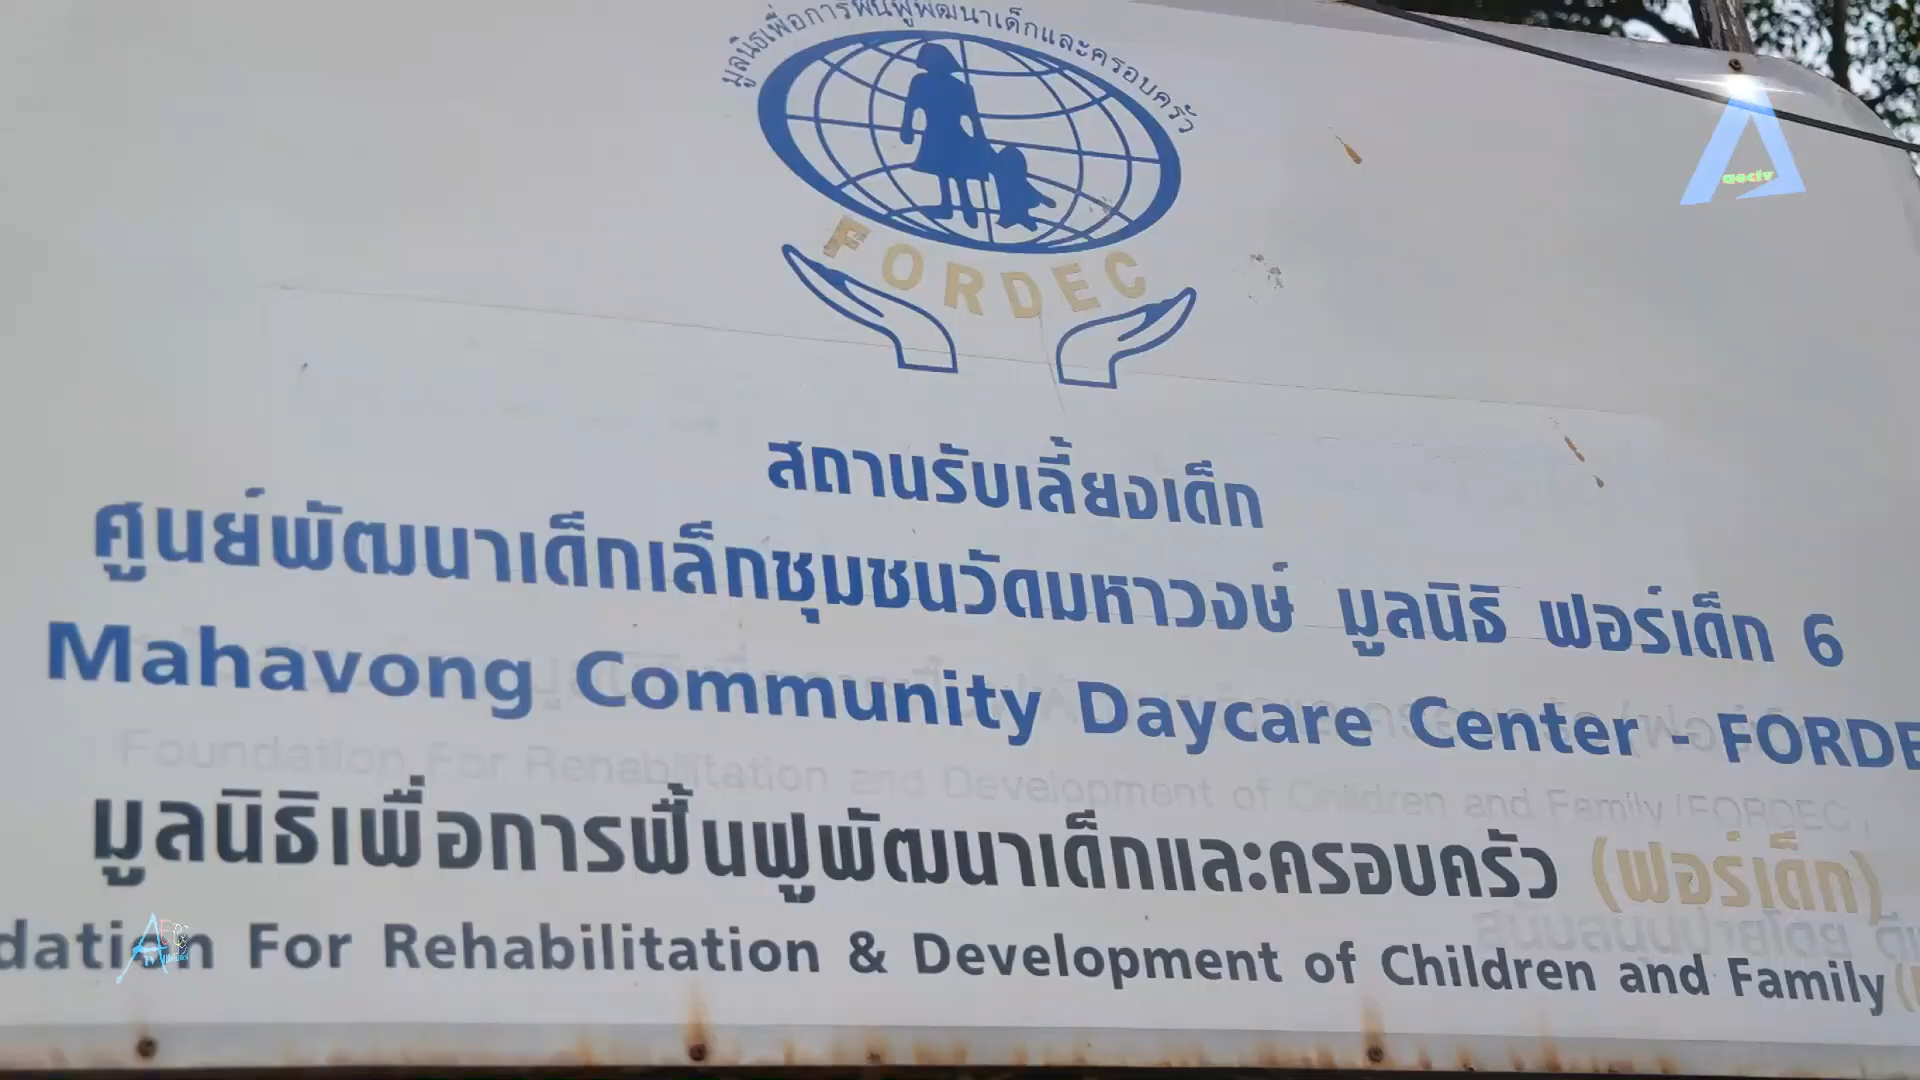 มูลนิธิเพื่อการฟื้นฟูพัฒนาเด็กและครอบครัว
FORDEC
aectv
สถานรับเลี้ยงเด็ก
ศูนย์พัฒนาเด็กเล็กชุมชนวัดมหาวงษ์ มูลนิธิ ฟอร์เด็ก 6
Mahavong Community Daycare Center - FORDE
Foundation For Rehabilitation and Development of Children and Family (FORDEC)
มูลนิธิเพื่อการฟื้นฟูพัฒนาเด็กและครอบครัว (ฟอร์เด็ก)
dation For Rehabilitation & Development of Children and Family